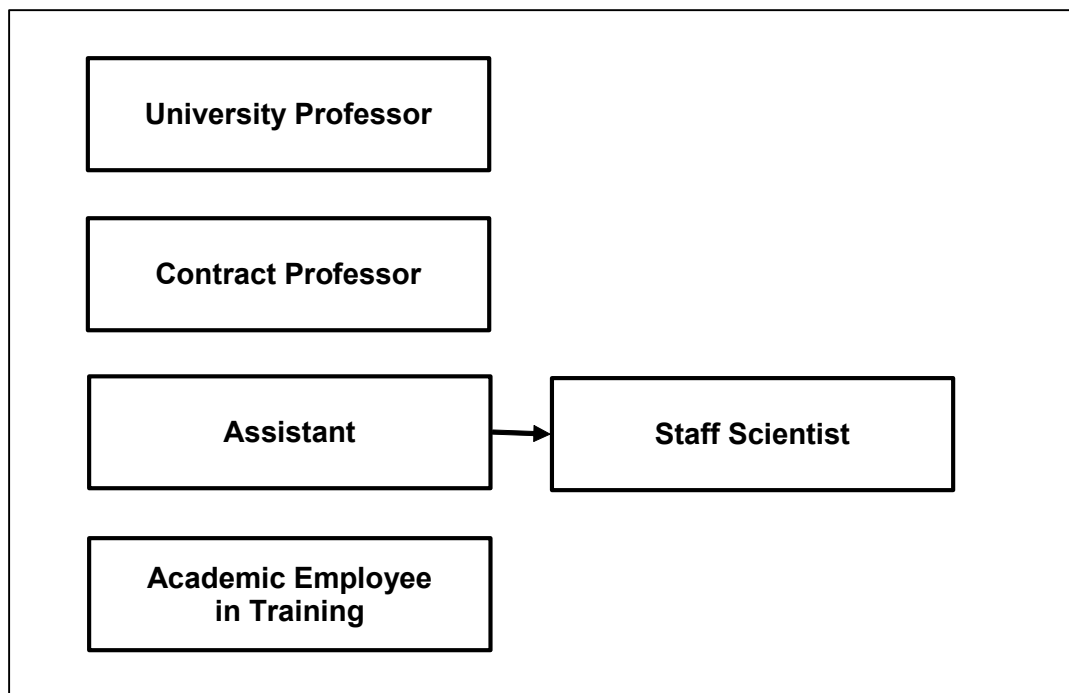 University Professor
Contract Professor
Assistant
Staff Scientist
Academic Employee
in Training